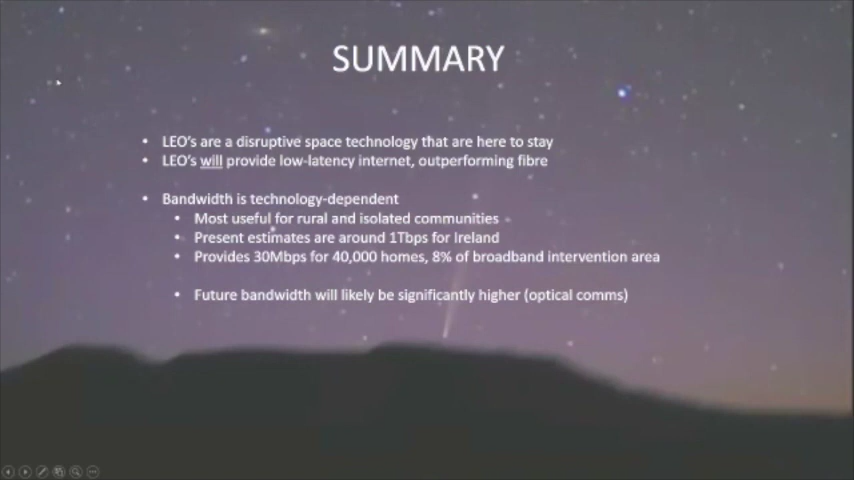 SUMMARY
• LEO's are a disruptive space technology that are here to stay
• LEO's will provide low-latency internet, outperforming fibre
• Bandwidth is technology-dependent
• Most useful for rural and isolated communities
• Present estimates are around 1Tbps for Ireland
• Provides 30Mbps for 40,000 homes, 8% of broadband intervention area
• Future bandwidth will likely be significantly higher (optical comms)